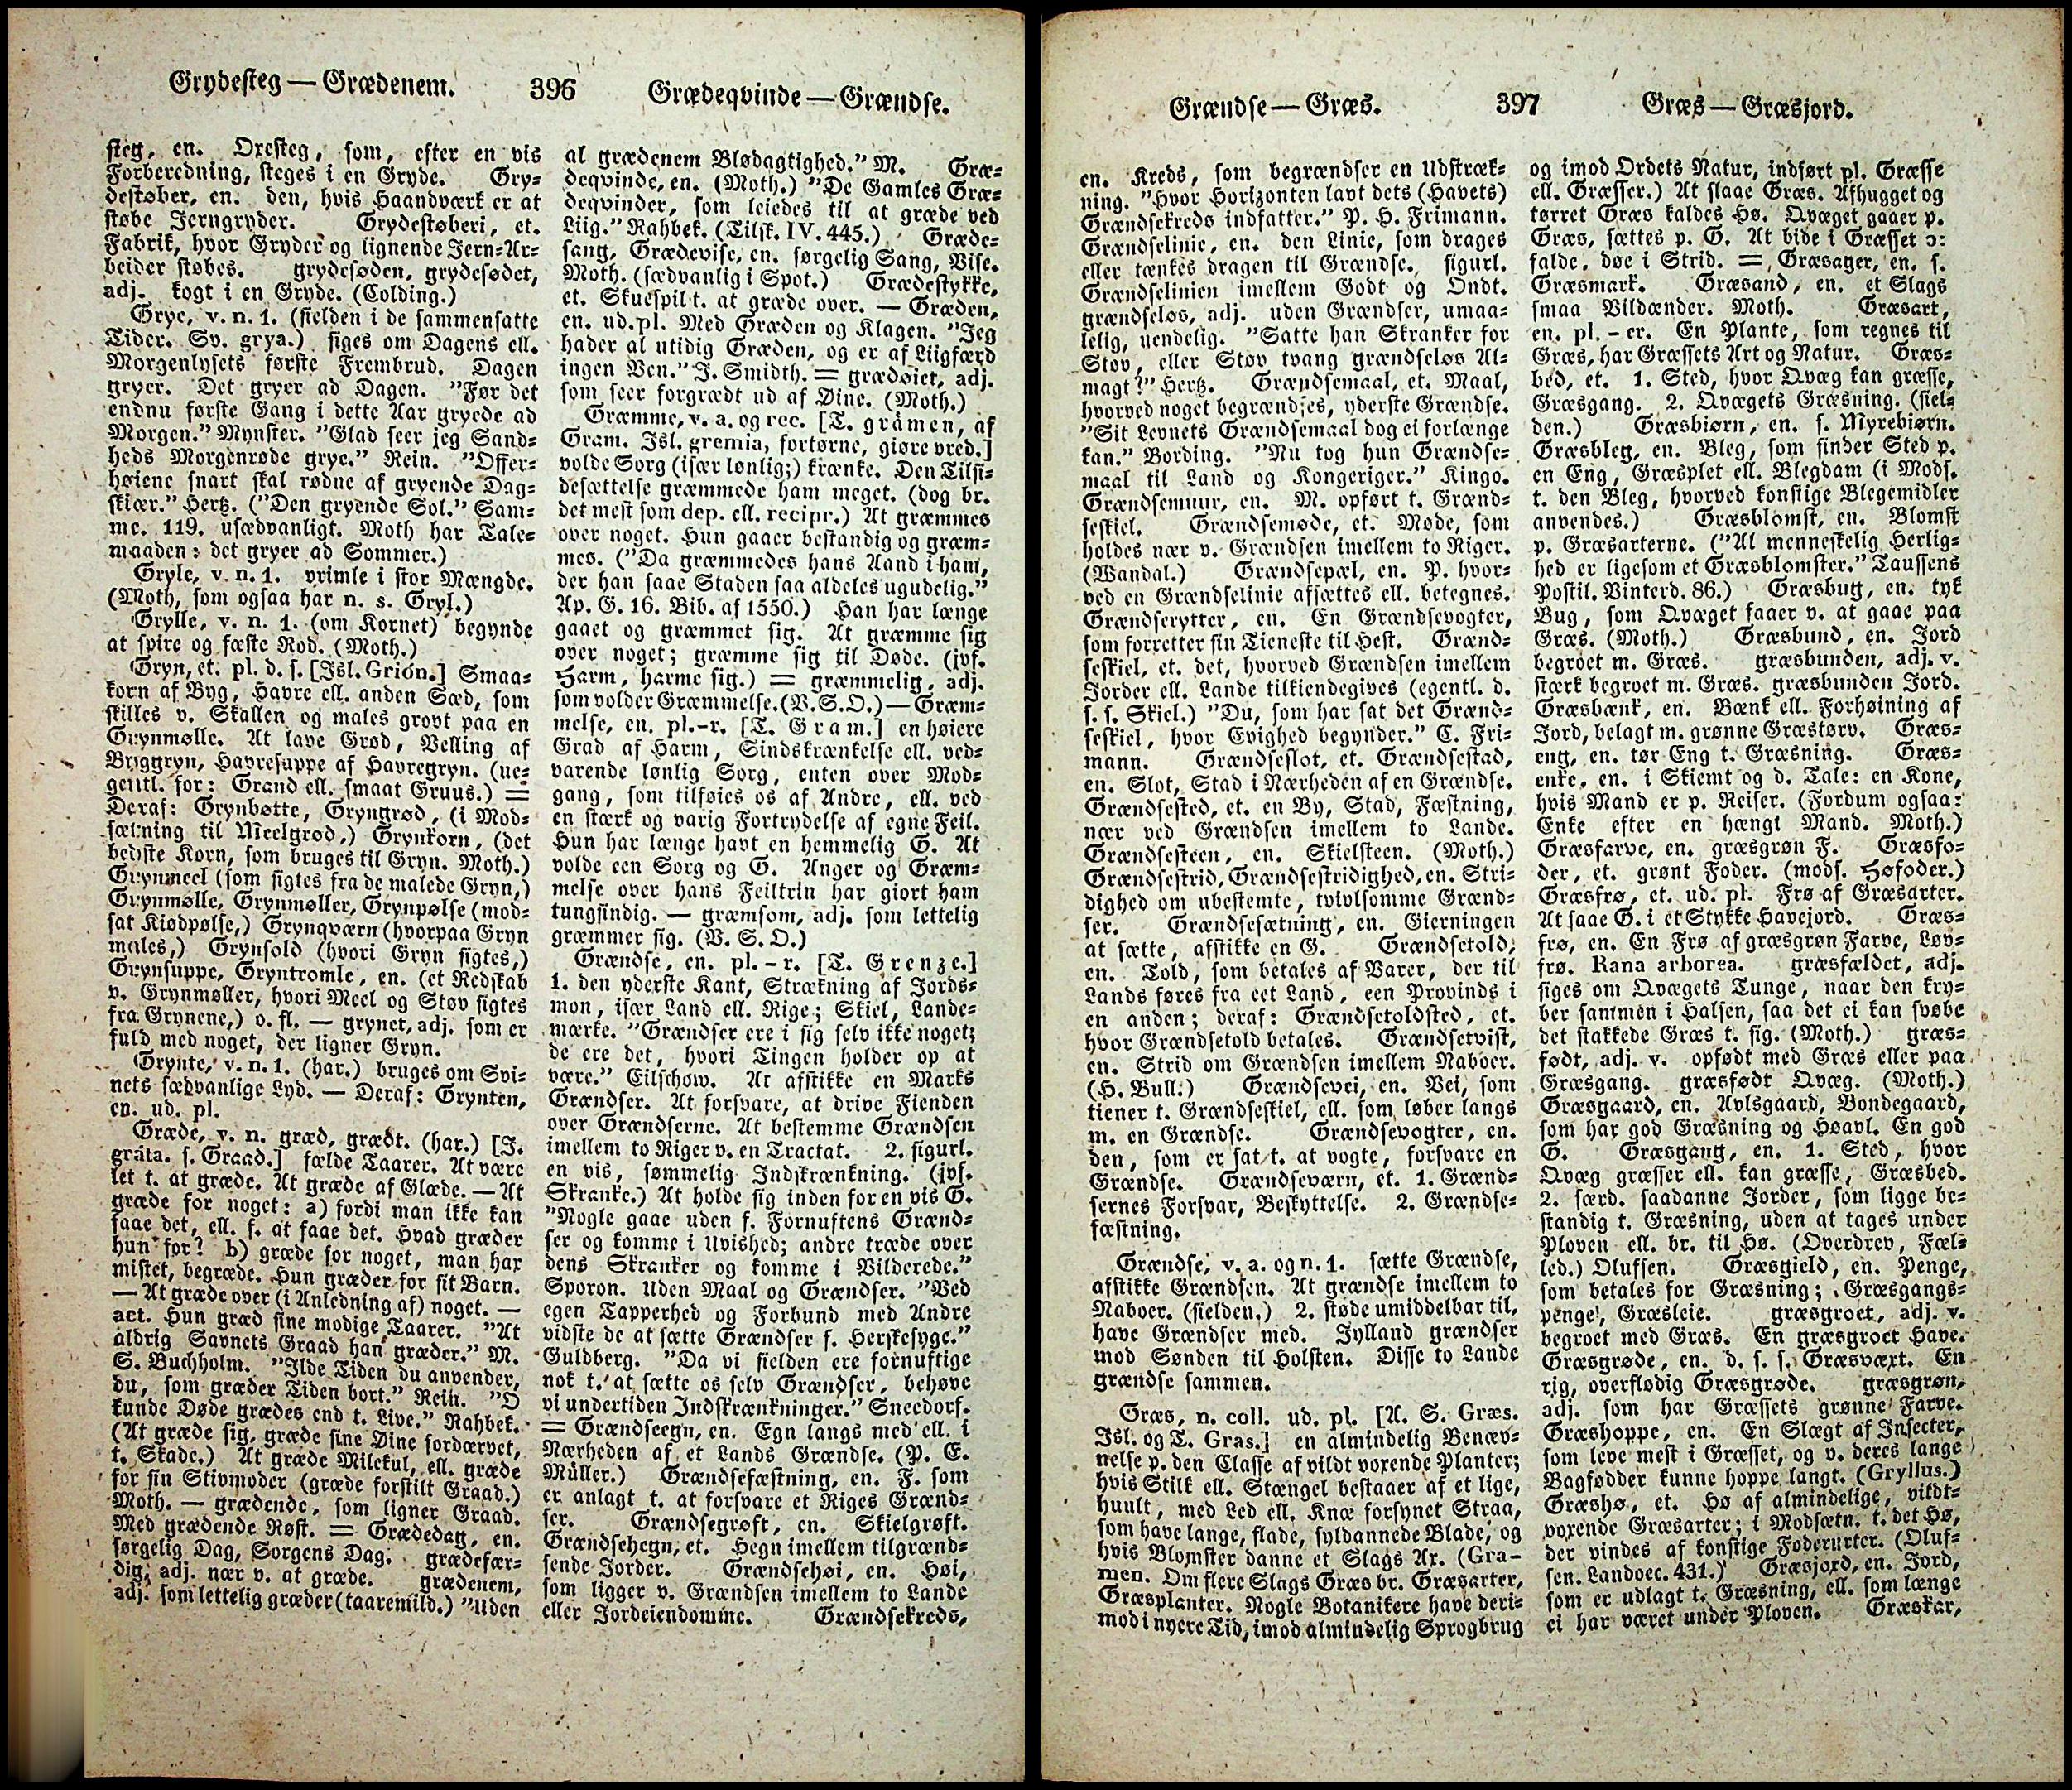 Grydesteg — Grædenem.
396
Grædeqvinde — Grændse.
steg, en. Oxesteg, som, efter en vis
Forberedning, steges i en Gryde. Gry-
destøber, en. den, hvis Haandværk er at
støbe Jerngryder. Grydestøberi, et.
Fabrik, hvor Gryder og lignende Jern-Ar-
beider støbes. grydesøden, grydesødet,
adj. kogt i en Gryde. (Colding.)
Grye, v. n. 1. (sielden i de sammensatte
Tider. Sv. grya.) siges om Dagens ell.
Morgenlysets første Frembrud. Dagen
gryer. Det gryer ad Dagen. "Før det
endnu første Gang i dette Aar gryede ad
Morgen." Mynster. "Glad seer jeg Sand-
heds Morgenrøde grye." Rein. "Offer-
høiene snart skal rødne af gryende Dag-
skiær." Hertz. ("Den gryende Sol." Sam-
me. 119. usædvanligt. Moth har Tale-
maaden: det gryer ad Sommer.)
Gryle, v. n. 1. vrimle i stor Mængde.
(Moth, som ogsaa har n. s. Gryl.)
Grylle, v. n. 1. (om Kornet) begynde
at spire og fæste Rod. (Moth.)
Gryn, et. pl. d. s. [Isl. Grión.] Smaa-
korn af Byg, Havre ell. anden Sæd, som
skilles v. Skallen og males grovt paa en
Grynmølle. At lave Grød, Velling af
Byggryn, Havresuppe af Havregryn. (ue-
gentl. for: Grand ell. smaat Gruus.) =
Deraf: Grynbøtte, Gryngrød, (i Mod-
sætning til Meelgrød,) Grynkorn, (det
bedste Korn, som bruges til Gryn. Moth.)
Grynmeel (som sigtes fra de malede Gryn,)
Grynmølle, Grynmøller, Grynpølse (mod-
sat Kiødpølse,) Grynqværn (hvorpaa Gryn
males,) Grynsold (hvori Gryn sigtes,)
Grynsuppe, Gryntromle, en. (et Redskab
v. Grynmøller, hvori Meel og Støv sigtes
fra Grynene,) o. fl. — grynet, adj. som er
fuld med noget, der ligner Gryn.
Grynte, v. n. 1. (har.) bruges om Svi-
nets sædvanlige Lyd. — Deraf: Grynten,
en. ud. pl.
Græde, v. n. græd, grædt. (har.) [I.
gráta. s. Graad.] fælde Taarer. At være
let t. at græde. At græde af Glæde. — At
græde for noget: a) fordi man ikke kan
faae det, ell. f. at faae det. Hvad græder
hun for? b) græde for noget, man har
mistet, begræde. Hun græder for sit Barn.
— At græde over (i Anledning af) noget. —
act. Hun græd sine modige Taarer. "At
aldrig Savnets Graad han græder." M.
S. Buchholm. "Ilde Tiden du anvender,
du, som græder Tiden bort." Rein. "O
kunde Døde grædes end t. Live." Rahbek.
(At græde sig, græde sine Øine fordærvet,
t. Skade.) At græde Milekul, ell. græde
for sin Stivmoder (græde forstilt Graad.)
Moth. — grædende, som ligner Graad.
Med grædende Røst. = Grædedag, en.
sørgelig Dag, Sorgens Dag. grædefær-
dig, adj. nær v. at græde. grædenem,
adj. som lettelig græder (taaremild.) "Uden
al grædenem Blødagtighed." M. Græ-
deqvinde, en. (Moth.) "De Gamles Græ-
deqvinder, som leiedes til at græde ved
Liig." Rahbek. (Tilsk. IV. 445.) Græde-
sang, Grædevise, en. sørgelig Sang, Vise.
Moth. (sædvanlig i Spot.) Grædestykke,
et. Skuespil t. at græde over. — Græden,
en. ud. pl. Med Græden og Klagen. "Jeg
hader al utidig Græden, og er af Liigfærd
ingen Ven." J. Smidth. = grædøiet, adj.
som seer forgrædt ud af Øine. (Moth.)
Græmme, v. a. og rec. [T. grämen, af
Gram. Isl. gremia, fortørne, giøre vred.]
volde Sorg (især lønlig;) krænke. Den Tilsi-
desættelse græmmede ham meget. (dog br.
det mest som dep. ell. recipr.) At græmmes
over noget. Hun gaaer bestandig og græm-
mes. ("Da græmmedes hans Aand i ham,
der han saae Staden saa aldeles ugudelig."
Ap. G. 16. Bib. af 1550.) Han har længe
gaaet og græmmet sig. At græmme sig
over noget; græmme sig til Døde. (jvf.
Harm, harme sig.) = græmmelig, adj.
som volder Græmmelse. (V. S. O.) — Græm-
melse, en. pl. -r. [T. Gram.] en høiere
Grad af Harm, Sindskrænkelse ell. ved-
varende lønlig Sorg, enten over Mod-
gang, som tilføies os af Andre, ell. ved
en stærk og varig Fortrydelse af egne Feil.
Hun har længe havt en hemmelig G. At
volde een Sorg og G. Anger og Græm-
melse over hans Feiltrin har giort ham
tungsindig. — græmsom, adj. som lettelig
græmmer sig. (V. S. O.)
Grændse, en. pl. -r. [T. Grenze.]
1. den yderste Kant, Strækning af Jords-
mon, især Land ell. Rige; Skiel, Lande-
mærke. "Grændser ere i sig selv ikke noget;
de ere det, hvori Tingen holder op at
være." Eilschow. At afstikke en Marks
Grændser. At forsvare, at drive Fienden
over Grændserne. At bestemme Grændsen
imellem to Riger v. en Tractat. 2. figurl.
en vis, sømmelig Indskrænkning. (jvf.
Skranke.) At holde sig inden for en vis G.
"Nogle gaae uden f. Fornuftens Grænd-
ser og komme i Uvished; andre træde over
dens Skranker og komme i Vilderede."
Sporon. Uden Maal og Grændser. "Ved
egen Tapperhed og Forbund med Andre
vidste de at sætte Grændser f. Herskesyge."
Guldberg. "Da vi sielden ere fornuftige
nok t. at sætte os selv Grændser, behøve
vi undertiden Indskrænkninger." Sneedorf.
= Grændseegn, en. Egn langs med ell. i
Nærheden af et Lands Grændse. (P. E.
Müller.) Grændsefæstning, en. F. som
er anlagt t. at forsvare et Riges Grænd-
ser. Grændsegrøft, en. Skielgrøft.
Grændsehegn, et. Hegn imellem tilgrænd-
sende Jorder. Grændsehøi, en. Høi,
som ligger v. Grændsen imellem to Lande
eller Jordeiendomme. Grændsekreds,
Grændse — Græs.
397
Græs — Græsjord.
en. Kreds, som begrændser en Udstræk-
ning. "Hvor Horizonten lavt dets (Havets)
Grændsekreds indfatter." P. H. Frimann.
Grændselinie, en. den Linie, som drages
eller tænkes dragen til Grændse. figurl.
Grændselinien imellem Godt og Ondt.
grændseløs, adj. uden Grændser, umaa-
lelig, uendelig. "Satte han Skranker for
Støv, eller Støv tvang grændseløs Al-
magt?" Hertz. Grændsemaal, et. Maal,
hvorved noget begrændses, yderste Grændse.
"Sit Levnets Grændsemaal dog ei forlænge
kan." Bording. "Nu tog hun Grændse-
maal til Land og Kongeriger." Kingo.
Grændsemuur, en. M. opført t. Grænd-
seskiel. Grændsemøde, et. Møde, som
holdes nær v. Grændsen imellem to Riger.
(Wandal.) Grændsepæl, en. P. hvor-
ved en Grændselinie afsættes ell. betegnes.
Grændserytter, en. En Grændsevogter,
som forretter sin Tieneste til Hest. Grænd-
seskiel, et. det, hvorved Grændsen imellem
Jorder ell. Lande tilkiendegives (egentl. d.
s. s. Skiel.) "Du, som har sat det Grænd-
seskiel, hvor Evighed begynder." C. Fri-
mann. Grændseslot, et. Grændsestad,
en. Slot, Stad i Nærheden af en Grændse.
Grændsested, et. en By, Stad, Fæstning,
nær ved Grændsen imellem to Lande.
Grændsesteen, en. Skielsteen. (Moth.)
Grændsestrid, Grændsestridighed, en. Stri-
dighed om ubestemte, tvivlsomme Grænd-
ser. Grændsesætning, en. Gierningen
at sætte, afstikke en G. Grændsetold,
en. Told, som betales af Varer, der til
Lands føres fra eet Land, een Provinds i
en anden; deraf: Grændsetoldsted, et.
hvor Grændsetold betales. Grændsetvist,
en. Strid om Grændsen imellem Naboer.
(H. Bull.) Grændsevei, en. Vei, som
tiener t. Grændseskiel, ell. som løber langs
m. en Grændse. Grændsevogter, en.
den, som er sat t. at vogte, forsvare en
Grændse. Grændseværn, et. 1. Grænd-
sernes Forsvar, Beskyttelse. 2. Grændse-
fæstning.
Grændse, v. a. og n. 1. sætte Grændse,
afstikke Grændsen. At grændse imellem to
Naboer. (sielden.) 2. støde umiddelbar til,
have Grændser med. Jylland grændser
mod Sønden til Holsten. Disse to Lande
grændse sammen.
Græs, n. coll. ud. pl. [A. S. Græs.
Isl. og T. Gras.] en almindelig Benæv-
nelse p. den Classe af vildt voxende Planter;
hvis Stilk ell. Stængel bestaaer af et lige,
huult, med Led ell. Knæ forsynet Straa,
som have lange, flade, syldannede Blade, og
hvis Blomster danne et Slags Ax. (Gra-
men. Om flere Slags Græs br. Græsarter,
Græsplanter. Nogle Botanikere have deri-
mod i nyere Tid, imod almindelig Sprogbrug
og imod Ordets Natur, indført pl. Græsse
ell. Græsser.) At slaae Græs. Afhugget og
tørret Græs kaldes Hø. Qvæget gaaer p.
Græs, sættes p. G. At bide i Græsset ɔ:
falde. døe i Strid. =, Græsager, en. s.
Græsmark. Græsand, en. et Slags
smaa Vildænder. Moth. Græsart,
en. pl. -er. En Plante, som regnes til
Græs, har Græssets Art og Natur. Græs-
bed, et. 1. Sted, hvor Qvæg kan græsse,
Græsgang. 2. Qvægets Græsning. (siel-
den.) Græsbiørn, en. s. Myrebiørn.
Græsbleg, en. Bleg, som finder Sted p.
en Eng, Græsplet ell. Blegdam (i Mods.
t. den Bleg, hvorved konstige Blegemidler
anvendes.) Græsblomst, en. Blomst
p. Græsarterne. ("Al menneskelig Herlig-
hed er ligesom et Græsblomster." Taussens
Postil. Vinterd. 86.) Græsbug, en. tyk
Bug, som Qvæget faaer v. at gaae paa
Græs. (Moth.) Græsbund, en. Jord
begroet m. Græs. græsbunden, adj. v.
stærk begroet m. Græs. græsbunden Jord.
Græsbænk, en. Bænk ell. Forhøining af
Jord, belagt m. grønne Græstørv. Græs-
eng, en. tør Eng t. Græsning. Græs-
enke, en. i Skiemt og d. Tale: en Kone,
hvis Mand er p. Reiser. (Fordum ogsaa:
Enke efter en hængt Mand. Moth.)
Græsfarve, en. græsgrøn F. Græsfo-
der, et. grønt Foder. (mods. Høfoder.)
Græsfrø, et. ud. pl. Frø af Græsarter.
At saae G. i et Stykke Havejord. Græs-
frø, en. En Frø af græsgrøn Farve, Løv-
frø. Rana arborea. græsfældet, adj.
siges om Qvægets Tunge, naar den kry-
ber sammen i Halsen, saa det ei kan svøbe
det stakkede Græs t. sig. (Moth.) græs-
født, adj. v. opfødt med Græs eller paa
Græsgang. græsfødt Qvæg. (Moth.)
Græsgaard, en. Avlsgaard, Bondegaard,
som har god Græsning og Høavl. En god
G. Græsgang, en. 1. Sted, hvor
Qvæg græsser ell. kan græsse, Græsbed.
2. særd. saadanne Jorder, som ligge be-
standig t. Græsning, uden at tages under
Ploven ell. br. til Hø. (Overdrev, Fæl-
led.) Olufsen. Græsgield, en. Penge,
som betales for Græsning; Græsgangs-
penge, Græsleie. græsgroet, adj. v.
begroet med Græs. En græsgroet Have.
Græsgrøde, en. d. s. s. Græsvæxt. En
rig, overflødig Græsgrøde. græsgrøn,
adj. som har Græssets grønne Farve.
Græshoppe, en. En Slægt af Insecter,
som leve mest i Græsset, og v. deres lange
Bagfødder kunne hoppe langt. (Gryllus.)
Græshø, et. Hø af almindelige, vildt-
voxende Græsarter; i Modsætn. t. det Hø,
der vindes af konstige Foderurter. (Oluf-
sen. Landoec. 431.) Græsjord, en. Jord,
som er udlagt t. Græsning, ell. som længe
ei har været under Ploven. Græskar,